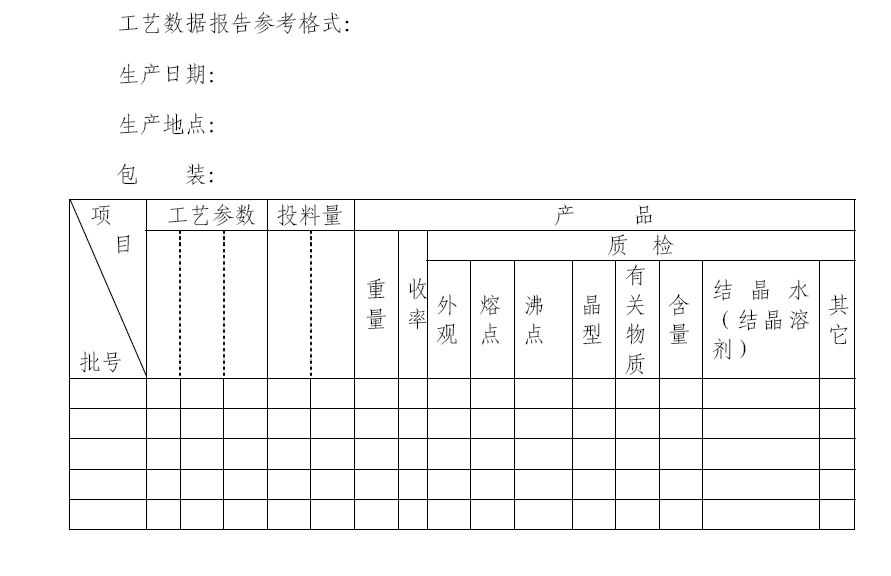 工艺数据报告参考格式:
生产日期:
生产地点:
包 装:
项目
工艺参数 投料量 产 品
质 检
批号
重量
收率
外观
熔点
沸点
晶型
有关物质
含量
结晶水
（结晶溶
剂）
其它